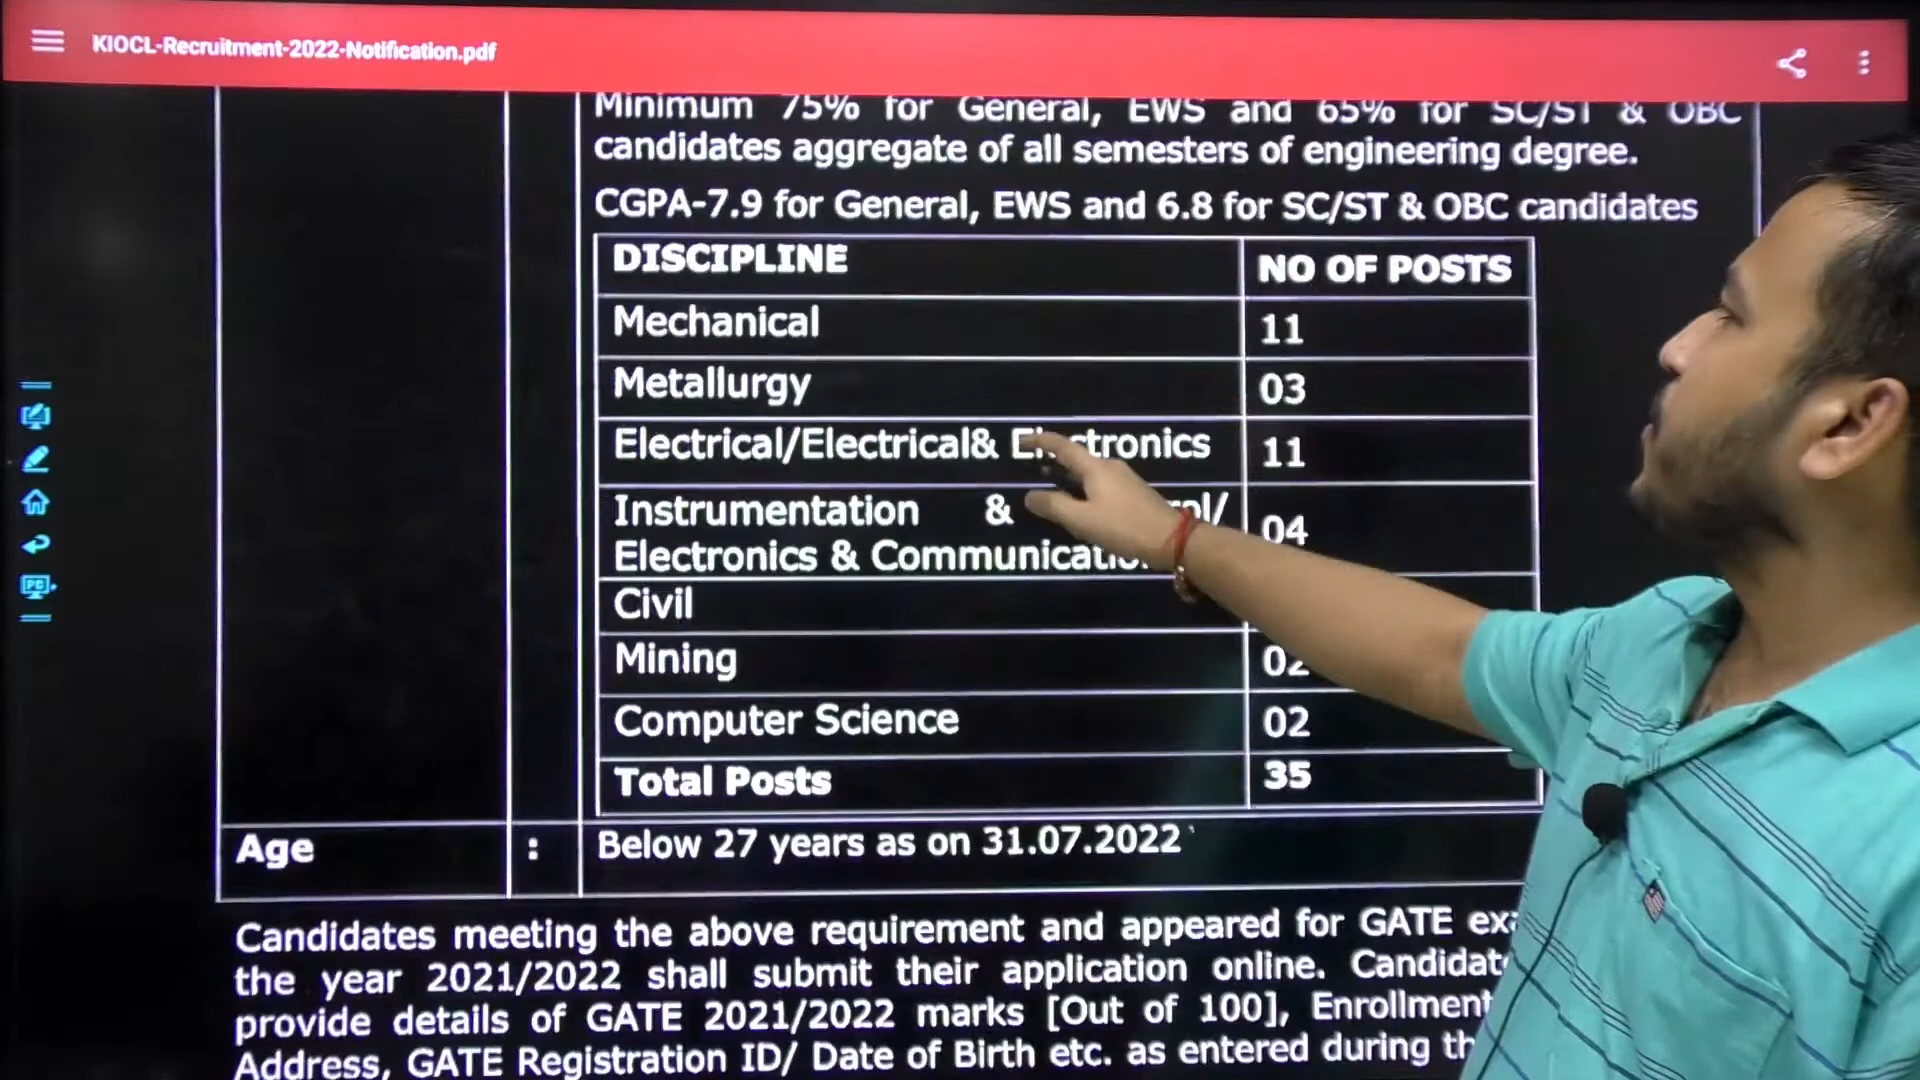 KIOCL-Recruitment-2022-Notification.pdf
Minimum 75% for General, EWS and 65% for SC/ST & OBC
candidates aggregate of all semesters of engineering degree.
CGPA-7.9 for General, EWS and 6.8 for SC/ST & OBC candidates
DISCIPLINE NO OF POSTS
Mechanical 11
Metallurgy 03
Electrical/Electrical& Electronics 11
Instrumentation &
Electronics & Communication 04
Civil
Mining 02
Computer Science 02
Total Posts 35
Age : Below 27 years as on 31.07.2022
Candidates meeting the above requirement and appeared for GATE
the year 2021/2022 shall submit their application online.
provide details of GATE 2021/2022 marks [Out of 100], Enrollment
Address, GATE Registration ID/ Date of Birth etc. as entered during
PC